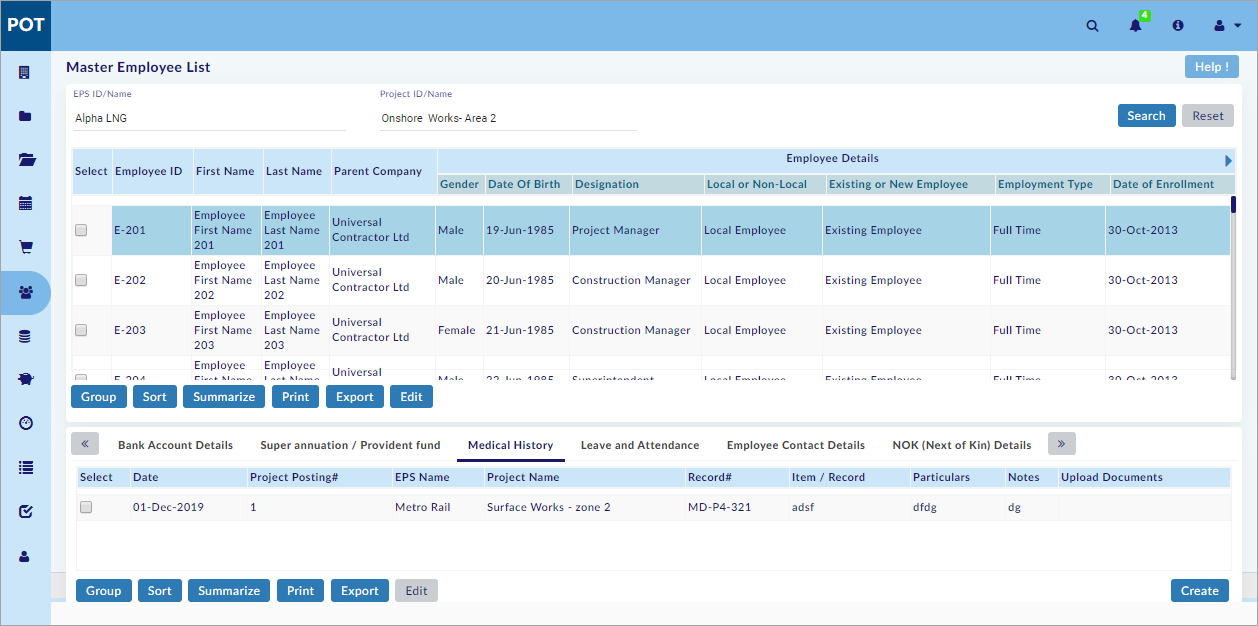 POT
4
Master Employee List
Help !
EPS ID/Name
Project ID/Name
Alpha LNG
Onshore Works- Area 2
Search
Reset
Employee Details
Select
Employee ID
First Name
Last Name
Parent Company
Gender
Date Of Birth
Designation
Local or Non-Local
Existing or New Employee
Employment Type
Date of Enrollment
E-201
Employee
First Name
201
Employee
Last Name
201
Universal
Contractor Ltd
Male
19-Jun-1985
Project Manager
Local Employee
Existing Employee
Full Time
30-Oct-2013
E-202
Employee
First Name
202
Employee
Last Name
202
Universal
Contractor Ltd
Male
20-Jun-1985
Construction Manager
Local Employee
Existing Employee
Full Time
30-Oct-2013
E-203
Employee
First Name
203
Employee
Last Name
203
Universal
Contractor Ltd
Female
21-Jun-1985
Construction Manager
Local Employee
Existing Employee
Full Time
30-Oct-2013
E-204
Employee
First Name
Employee
Last Name
Universal
Male
22-Jun-1985
Superintendent
Local Employee
Existing Employee
Full Time
30-Oct-2013
Group
Sort
Summarize
Print
Export
Edit
«
Bank Account Details
Super annuation / Provident fund
Medical History
Leave and Attendance
Employee Contact Details
NOK (Next of Kin) Details
»
Select
Date
Project Posting#
EPS Name
Project Name
Record#
Item / Record
Particulars
Notes
Upload Documents
01-Dec-2019
1
Metro Rail
Surface Works - zone 2
MD-P4-321
adsf
dfdg
dg
Group
Sort
Summarize
Print
Export
Edit
Create